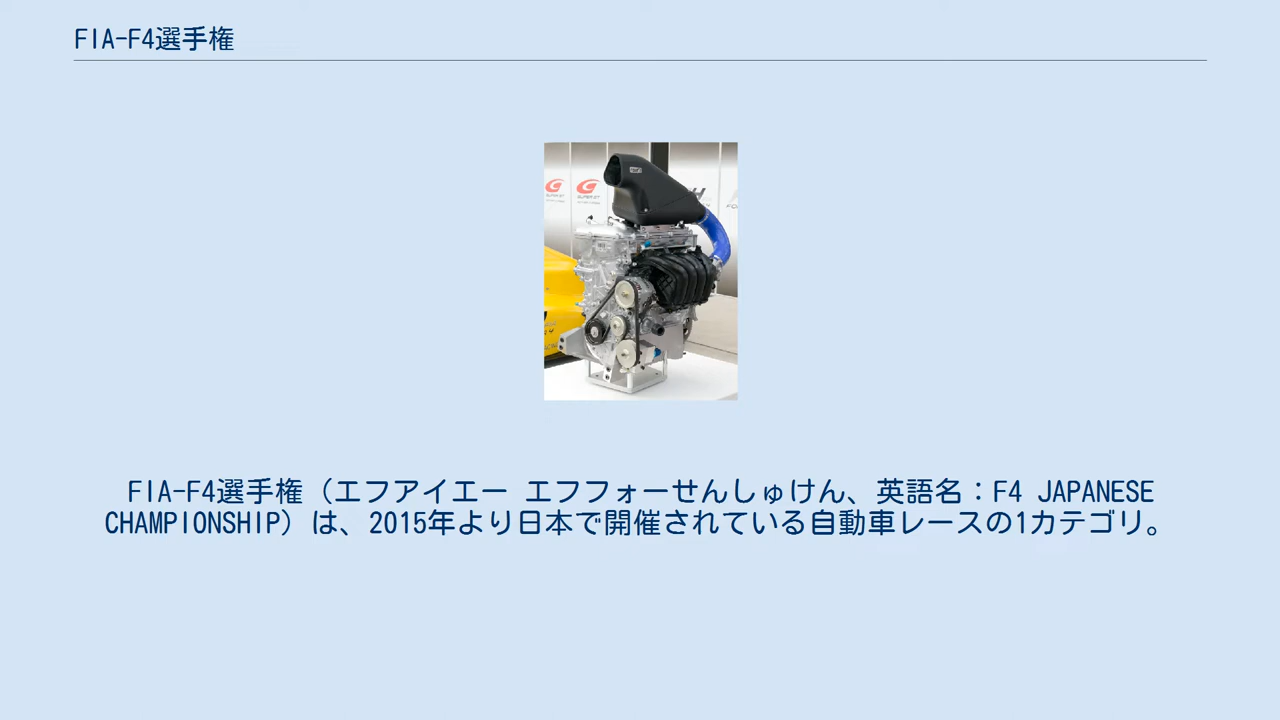 FIA-F4選手権
FIA-F4選手権（エフアイエー エフフォーせんしゅけん、英語名：F4 JAPANESE
CHAMPIONSHIP）は、2015年より日本で開催されている自動車レースの1カテゴリ。